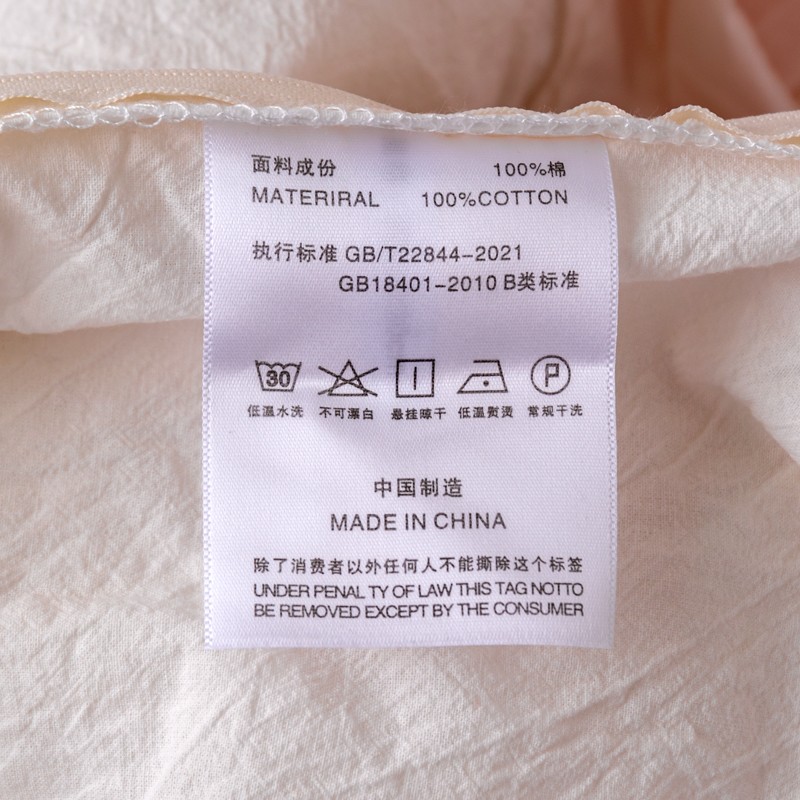 面料成份 100%棉
MATERIRAL 100%COTTON
执行标准 GB/T22844-2021
GB18401-2010 B类标准
30 P
低温水洗 不可漂白 悬挂晾干 低温熨烫 常规干洗
中国制造
MADE IN CHINA
除了消费者以外任何人不能撕除这个标签
UNDER PENAL TY OF LAW THIS TAG NOTTO
BE REMOVED EXCEPT BY THE CONSUMER